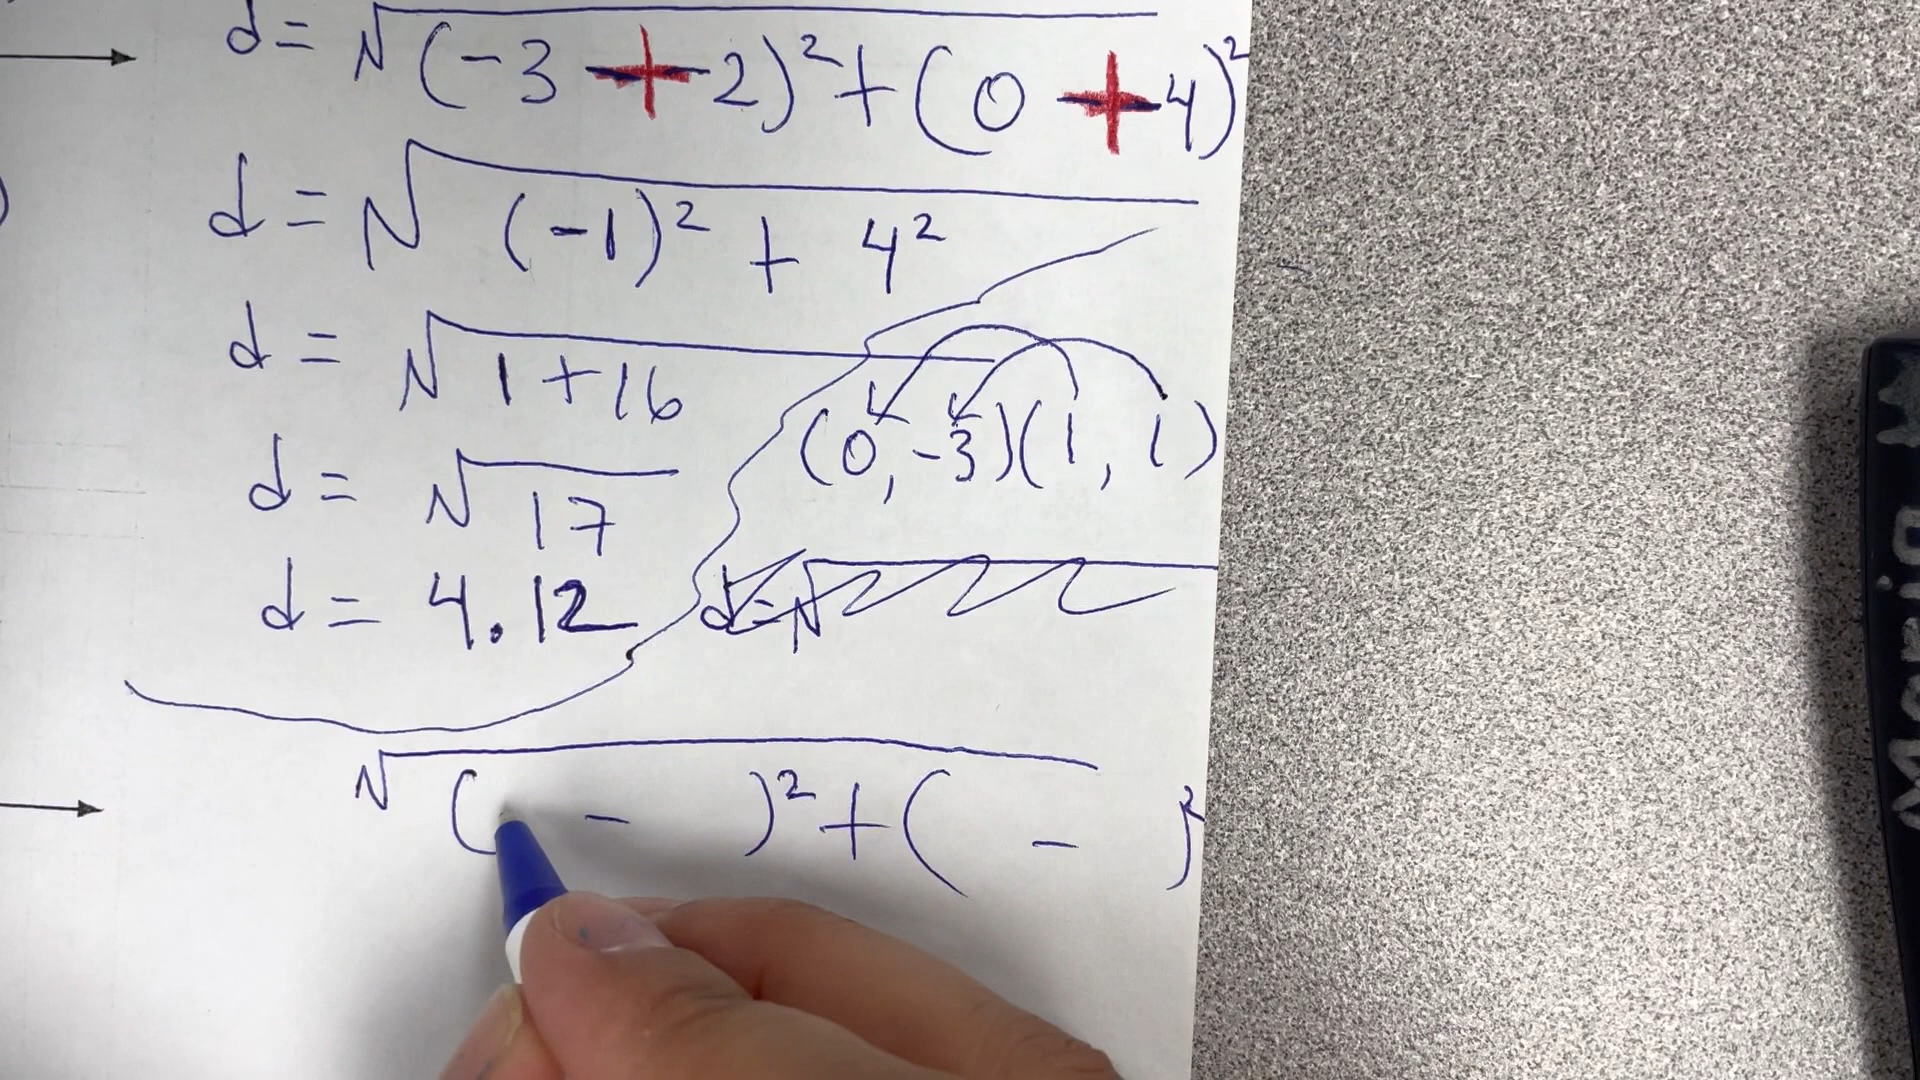 d = √(-3 + 2)² + (0 + 4)²
d = √(-1)² + 4²
d = √1 + 16
(0, -3)(1, 1)
d = √17
d = 4.12
d = √
√( - )² + ( - )²